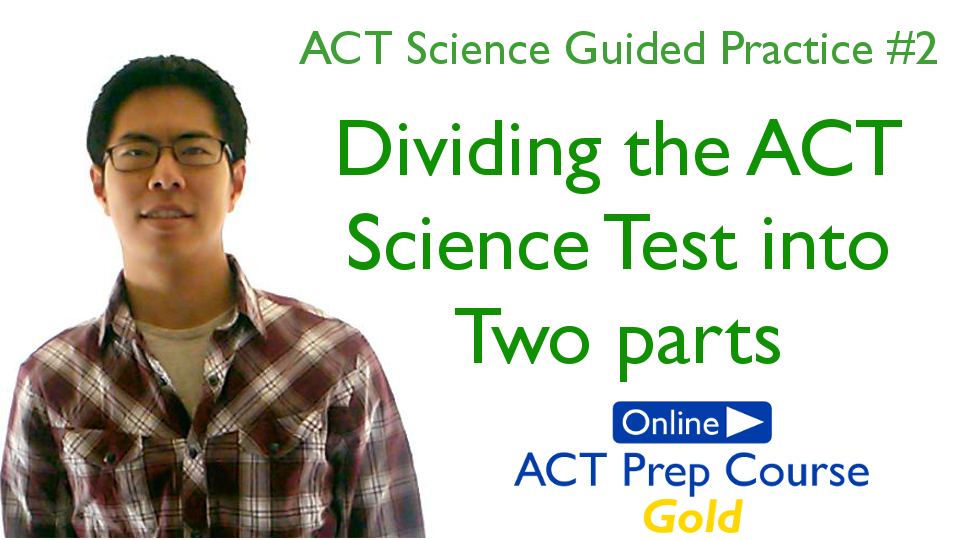 ACT Science Guided Practice #2
Dividing the ACT
Science Test into
Two parts
Online
ACT Prep Course
Gold